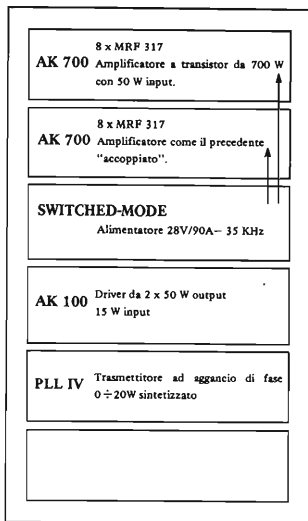 8 x MRF 317
AK 700 Amplificatore a transistor da 700 W
con 50 W input.
8 x MRF 317
AK 700 Amplificatore come il precedente
“accoppiato”.
SWITCHED-MODE
Alimentatore 28V/90A – 35 KHz
AK 100 Driver da 2 x 50 W output
15 W input
PLL IV Trasmettitore ad aggancio di fase
0 ÷ 20W sintetizzato